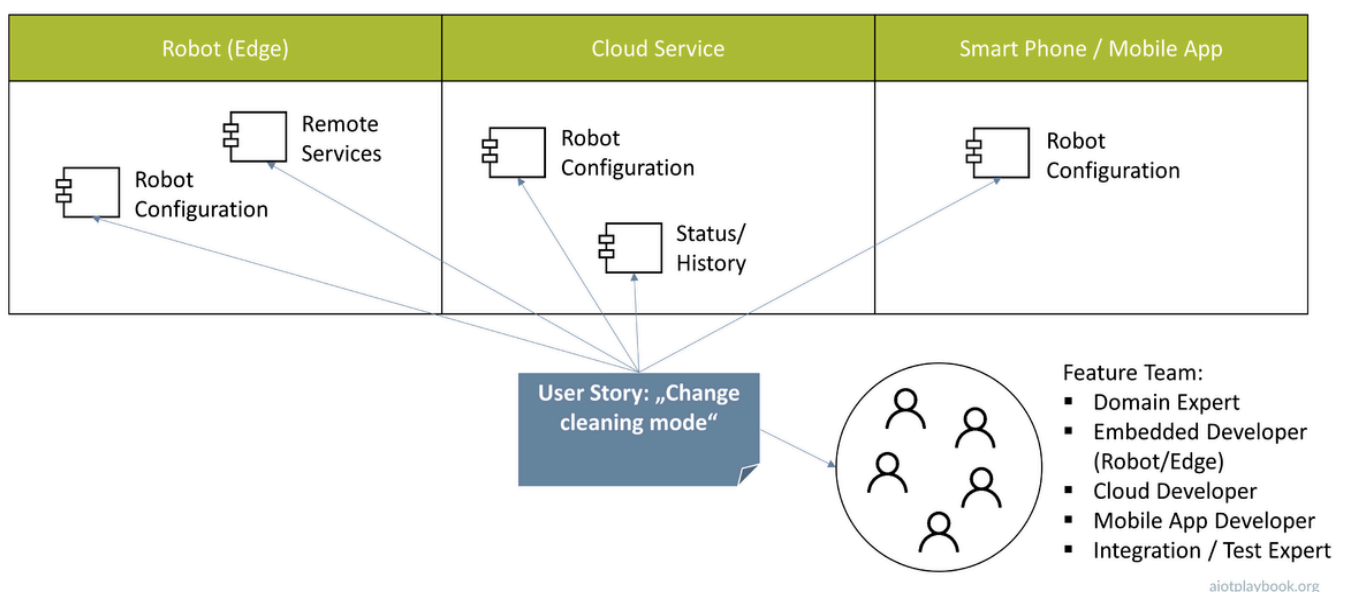 Robot (Edge)
Cloud Service
Smart Phone / Mobile App
Remote
Services
Robot
Configuration
Robot
Configuration
Status/
History
Robot
Configuration
User Story: „Change
cleaning mode“
Feature Team:
▪ Domain Expert
▪ Embedded Developer
(Robot/Edge)
▪ Cloud Developer
▪ Mobile App Developer
▪ Integration / Test Expert
aiotplaybook.org